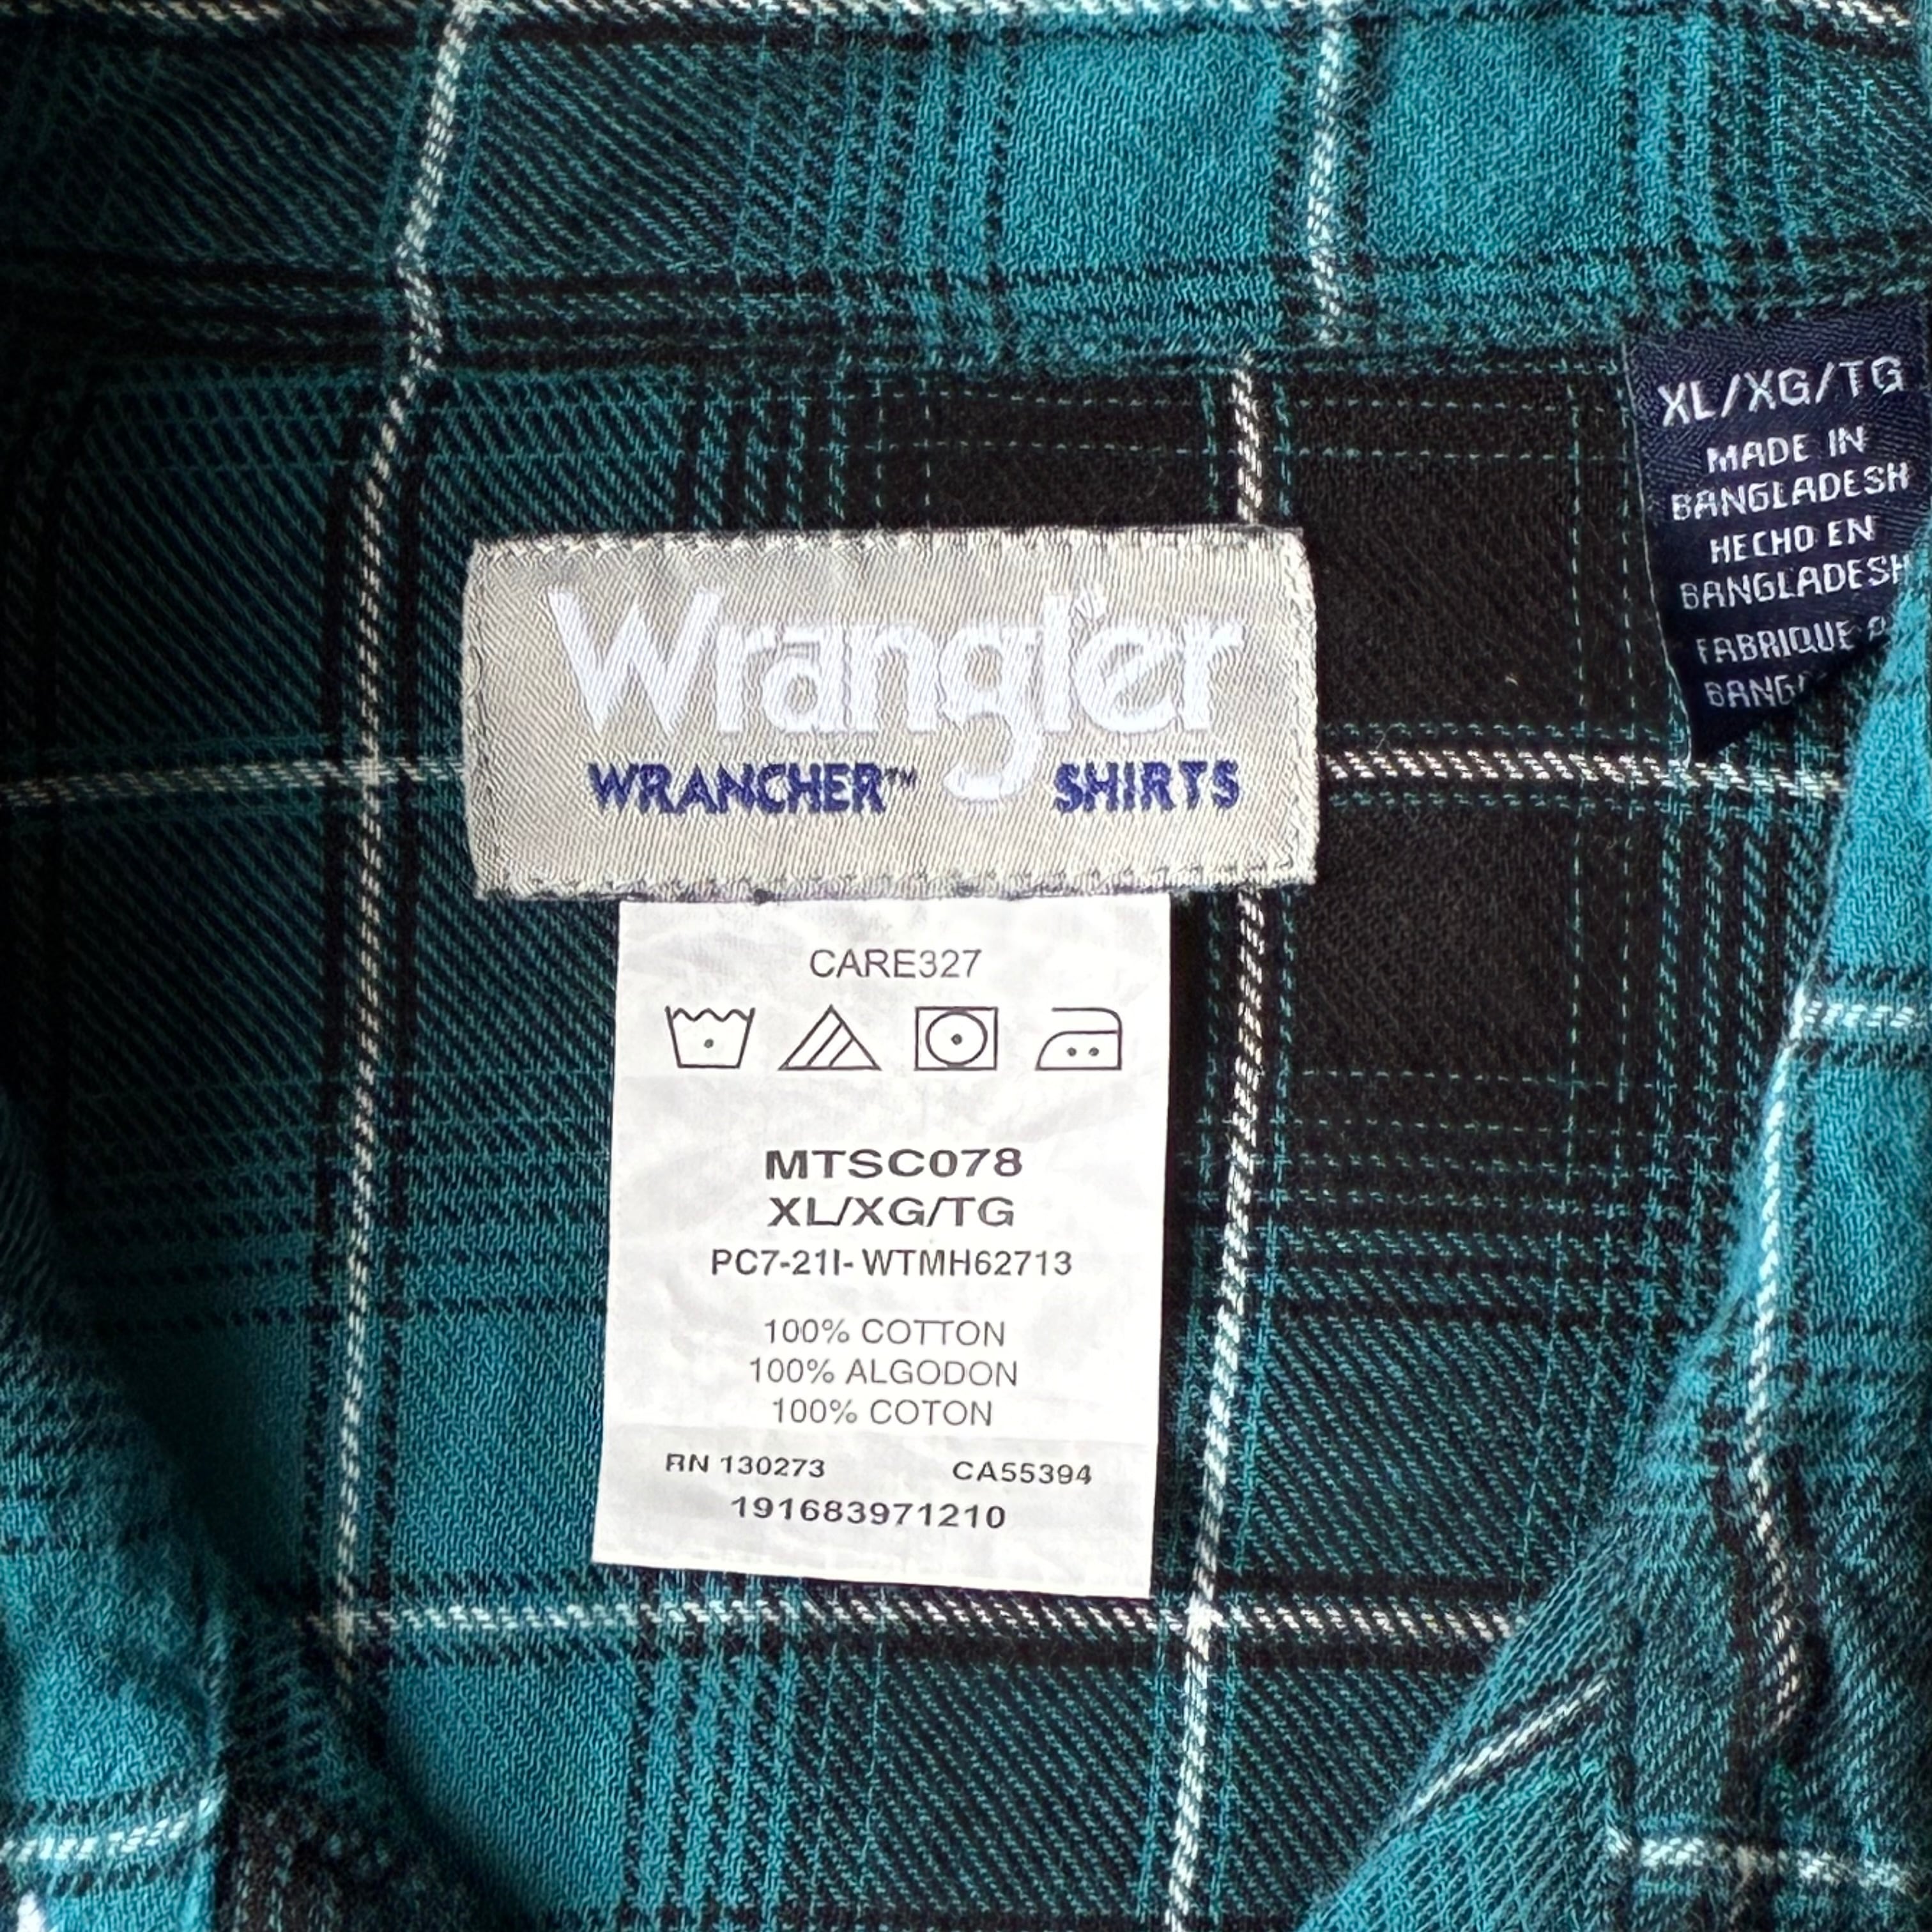 Wrangler
WRANCHER™ SHIRTS
CARE327
MTSC078
XL/XG/TG
PC7-21I-WTMH62713
100% COTTON
100% ALGODON
100% COTON
RN 130273 CA55394
191683971210
XL/XG/TG
MADE IN
BANGLADESH
HECHO EN
BANGLADESH
FABRIQUE